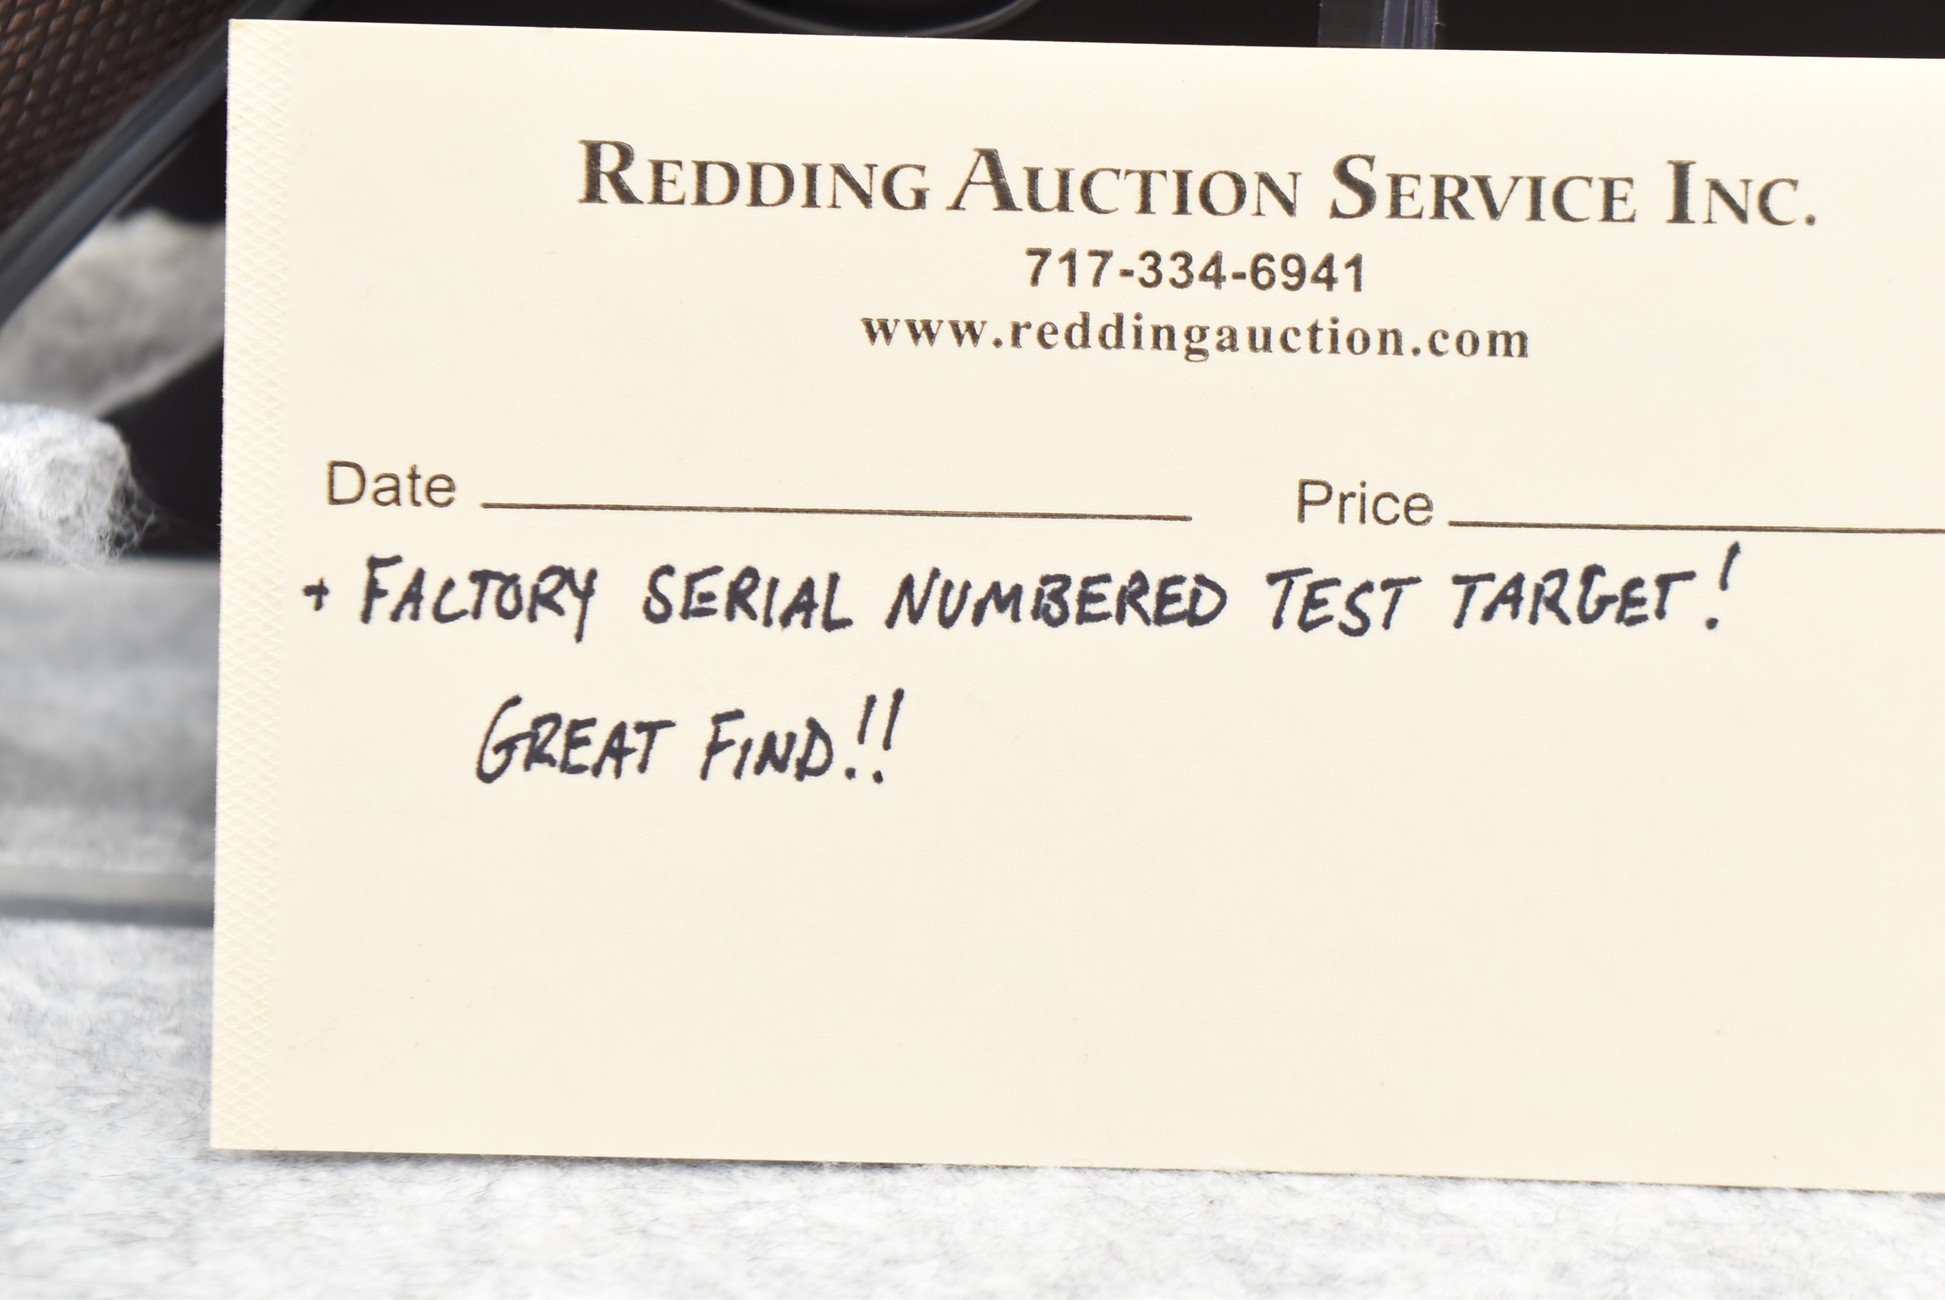 REDDING AUCTION SERVICE INC.
717-334-6941
www.reddingauction.com
Date Price
+ FACTORY SERIAL NUMBERED TEST TARGET!
GREAT FIND!!